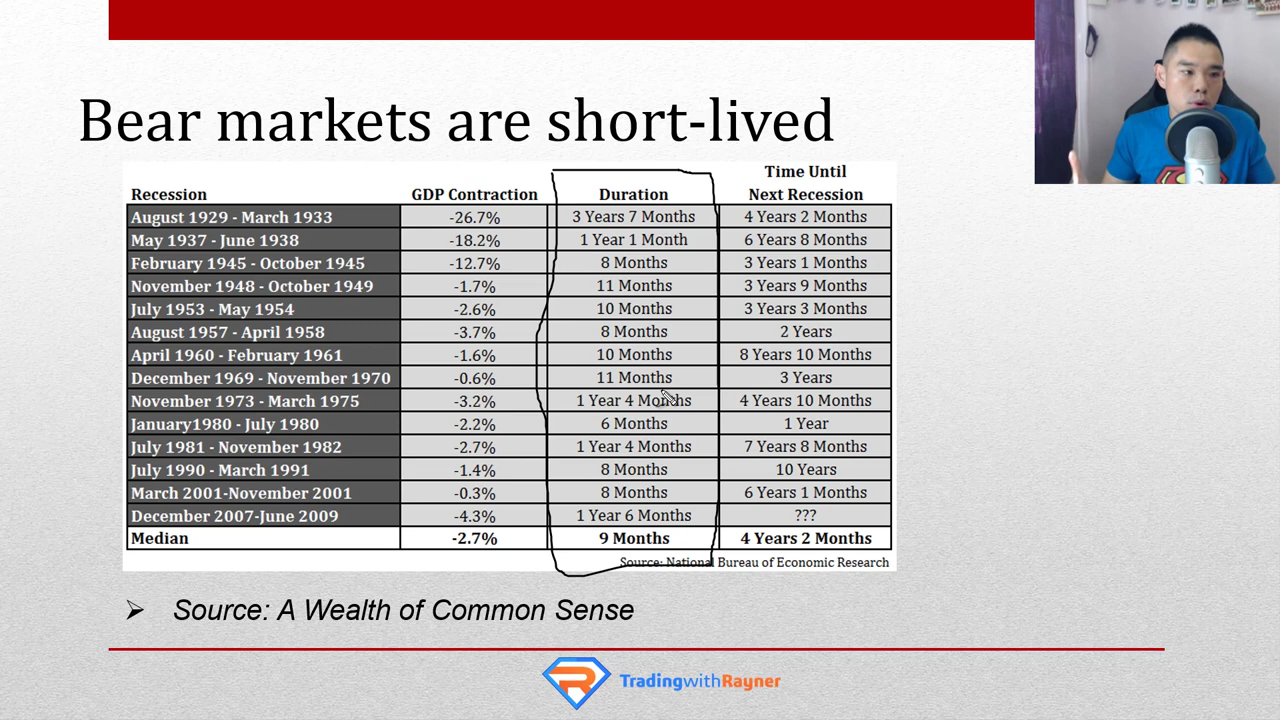 Bear markets are short-lived
Recession GDP Contraction Duration Time Until Next Recession
August 1929 - March 1933 -26.7% 3 Years 7 Months 4 Years 2 Months
May 1937 - June 1938 -18.2% 1 Year 1 Month 6 Years 8 Months
February 1945 - October 1945 -12.7% 8 Months 3 Years 1 Months
November 1948 - October 1949 -1.7% 11 Months 3 Years 9 Months
July 1953 - May 1954 -2.6% 10 Months 3 Years 3 Months
August 1957 - April 1958 -3.7% 8 Months 2 Years
April 1960 - February 1961 -1.6% 10 Months 8 Years 10 Months
December 1969 - November 1970 -0.6% 11 Months 3 Years
November 1973 - March 1975 -3.2% 1 Year 4 Months 4 Years 10 Months
January1980 - July 1980 -2.2% 6 Months 1 Year
July 1981 - November 1982 -2.7% 1 Year 4 Months 7 Years 8 Months
July 1990 - March 1991 -1.4% 8 Months 10 Years
March 2001-November 2001 -0.3% 8 Months 6 Years 1 Months
December 2007-June 2009 -4.3% 1 Year 6 Months ???
Median -2.7% 9 Months 4 Years 2 Months
Source: National Bureau of Economic Research
Source: A Wealth of Common Sense
TradingwithRayner